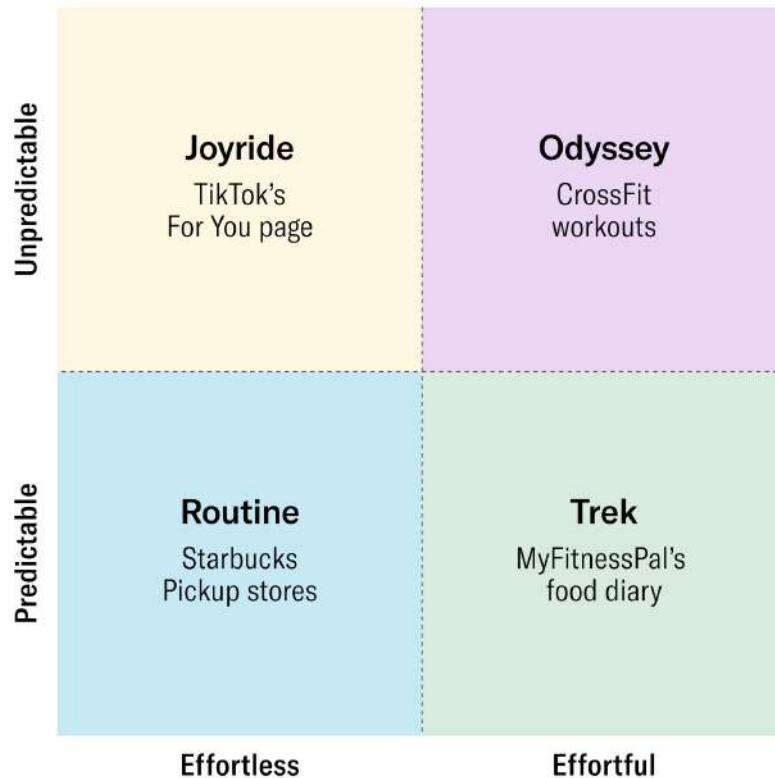 Unpredictable
Joyride
TikTok's
For You page
Odyssey
CrossFit
workouts
Predictable
Routine
Starbucks
Pickup stores
Trek
MyFitnessPal's
food diary
Effortless
Effortful